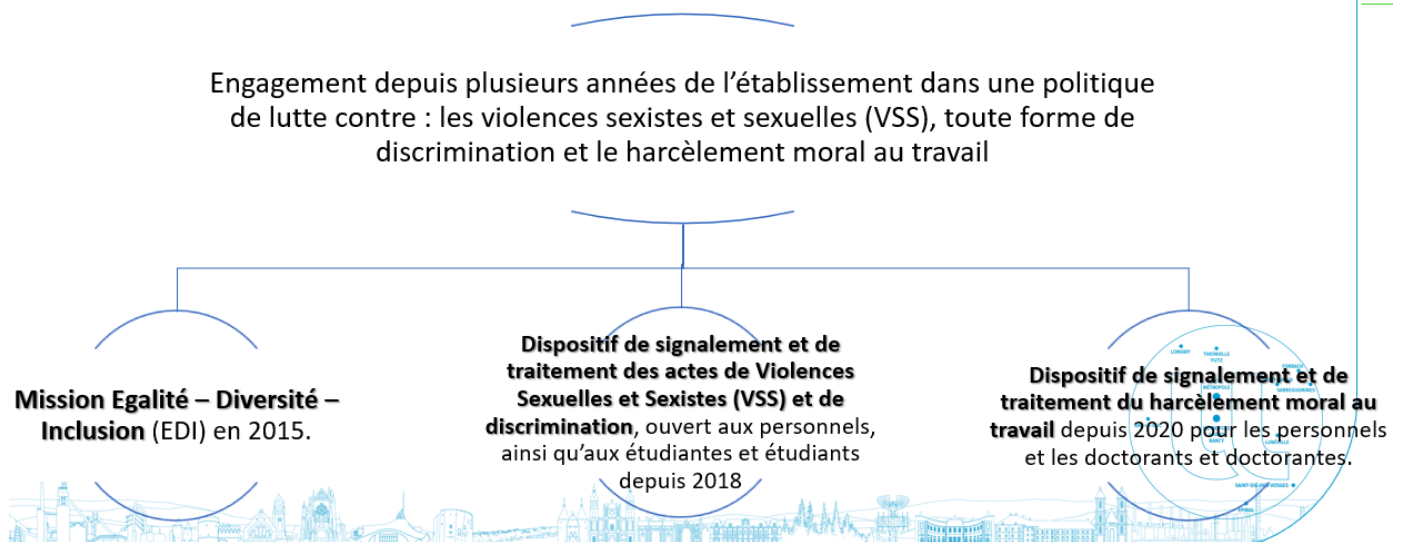 Engagement depuis plusieurs années de l’établissement dans une politique
de lutte contre : les violences sexistes et sexuelles (VSS), toute forme de
discrimination et le harcèlement moral au travail
Mission Egalité – Diversité –
Inclusion (EDI) en 2015.
Dispositif de signalement et de
traitement des actes de Violences
Sexuelles et Sexistes (VSS) et de
discrimination, ouvert aux personnels,
ainsi qu’aux étudiantes et étudiants
depuis 2018
Dispositif de signalement et de
traitement du harcèlement moral au
travail depuis 2020 pour les personnels
et les doctorants et doctorantes.
LONGWY
THIONVILLE
YUTZ
FORBACH
SARREGUEMINES
MÉTROPOLE
NANCY
LUNÉVILLE
SAINT-DIÉ-DES-VOSGES
ÉPINAL